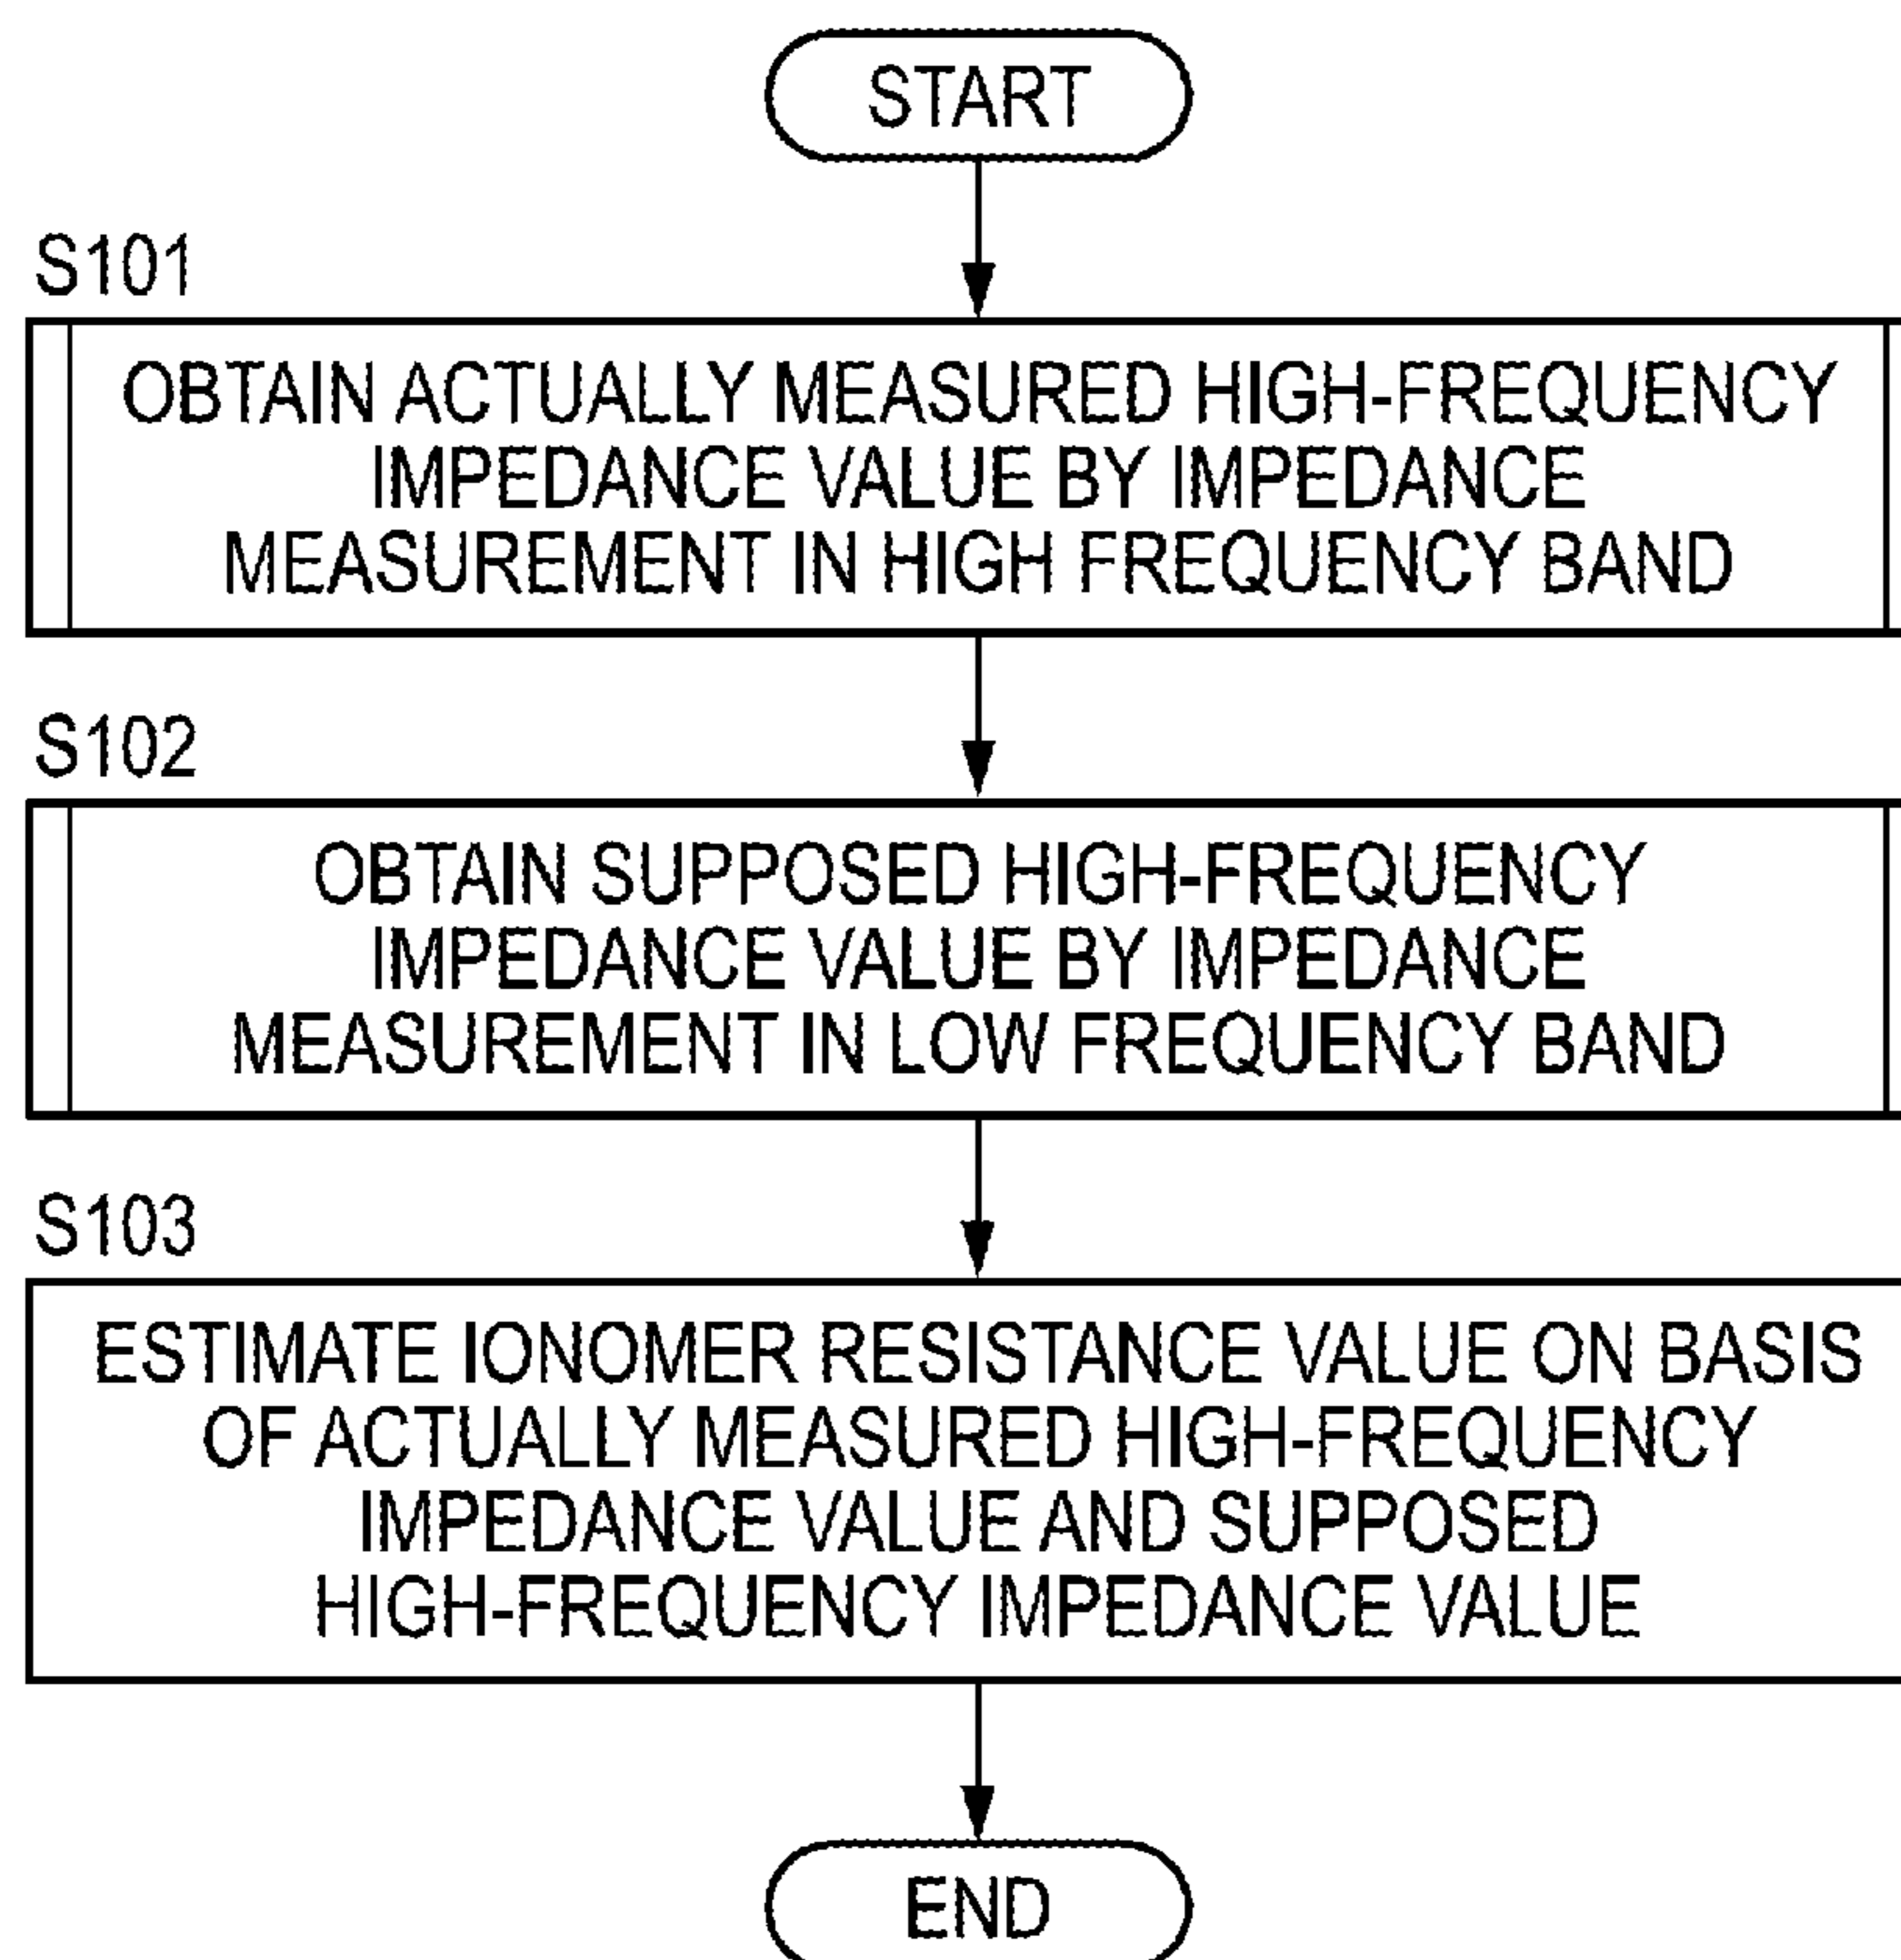 START
S101
OBTAIN ACTUALLY MEASURED HIGH-FREQUENCY
IMPEDANCE VALUE BY IMPEDANCE
MEASUREMENT IN HIGH FREQUENCY BAND
S102
OBTAIN SUPPOSED HIGH-FREQUENCY
IMPEDANCE VALUE BY IMPEDANCE
MEASUREMENT IN LOW FREQUENCY BAND
S103
ESTIMATE IONOMER RESISTANCE VALUE ON BASIS
OF ACTUALLY MEASURED HIGH-FREQUENCY
IMPEDANCE VALUE AND SUPPOSED
HIGH-FREQUENCY IMPEDANCE VALUE
END